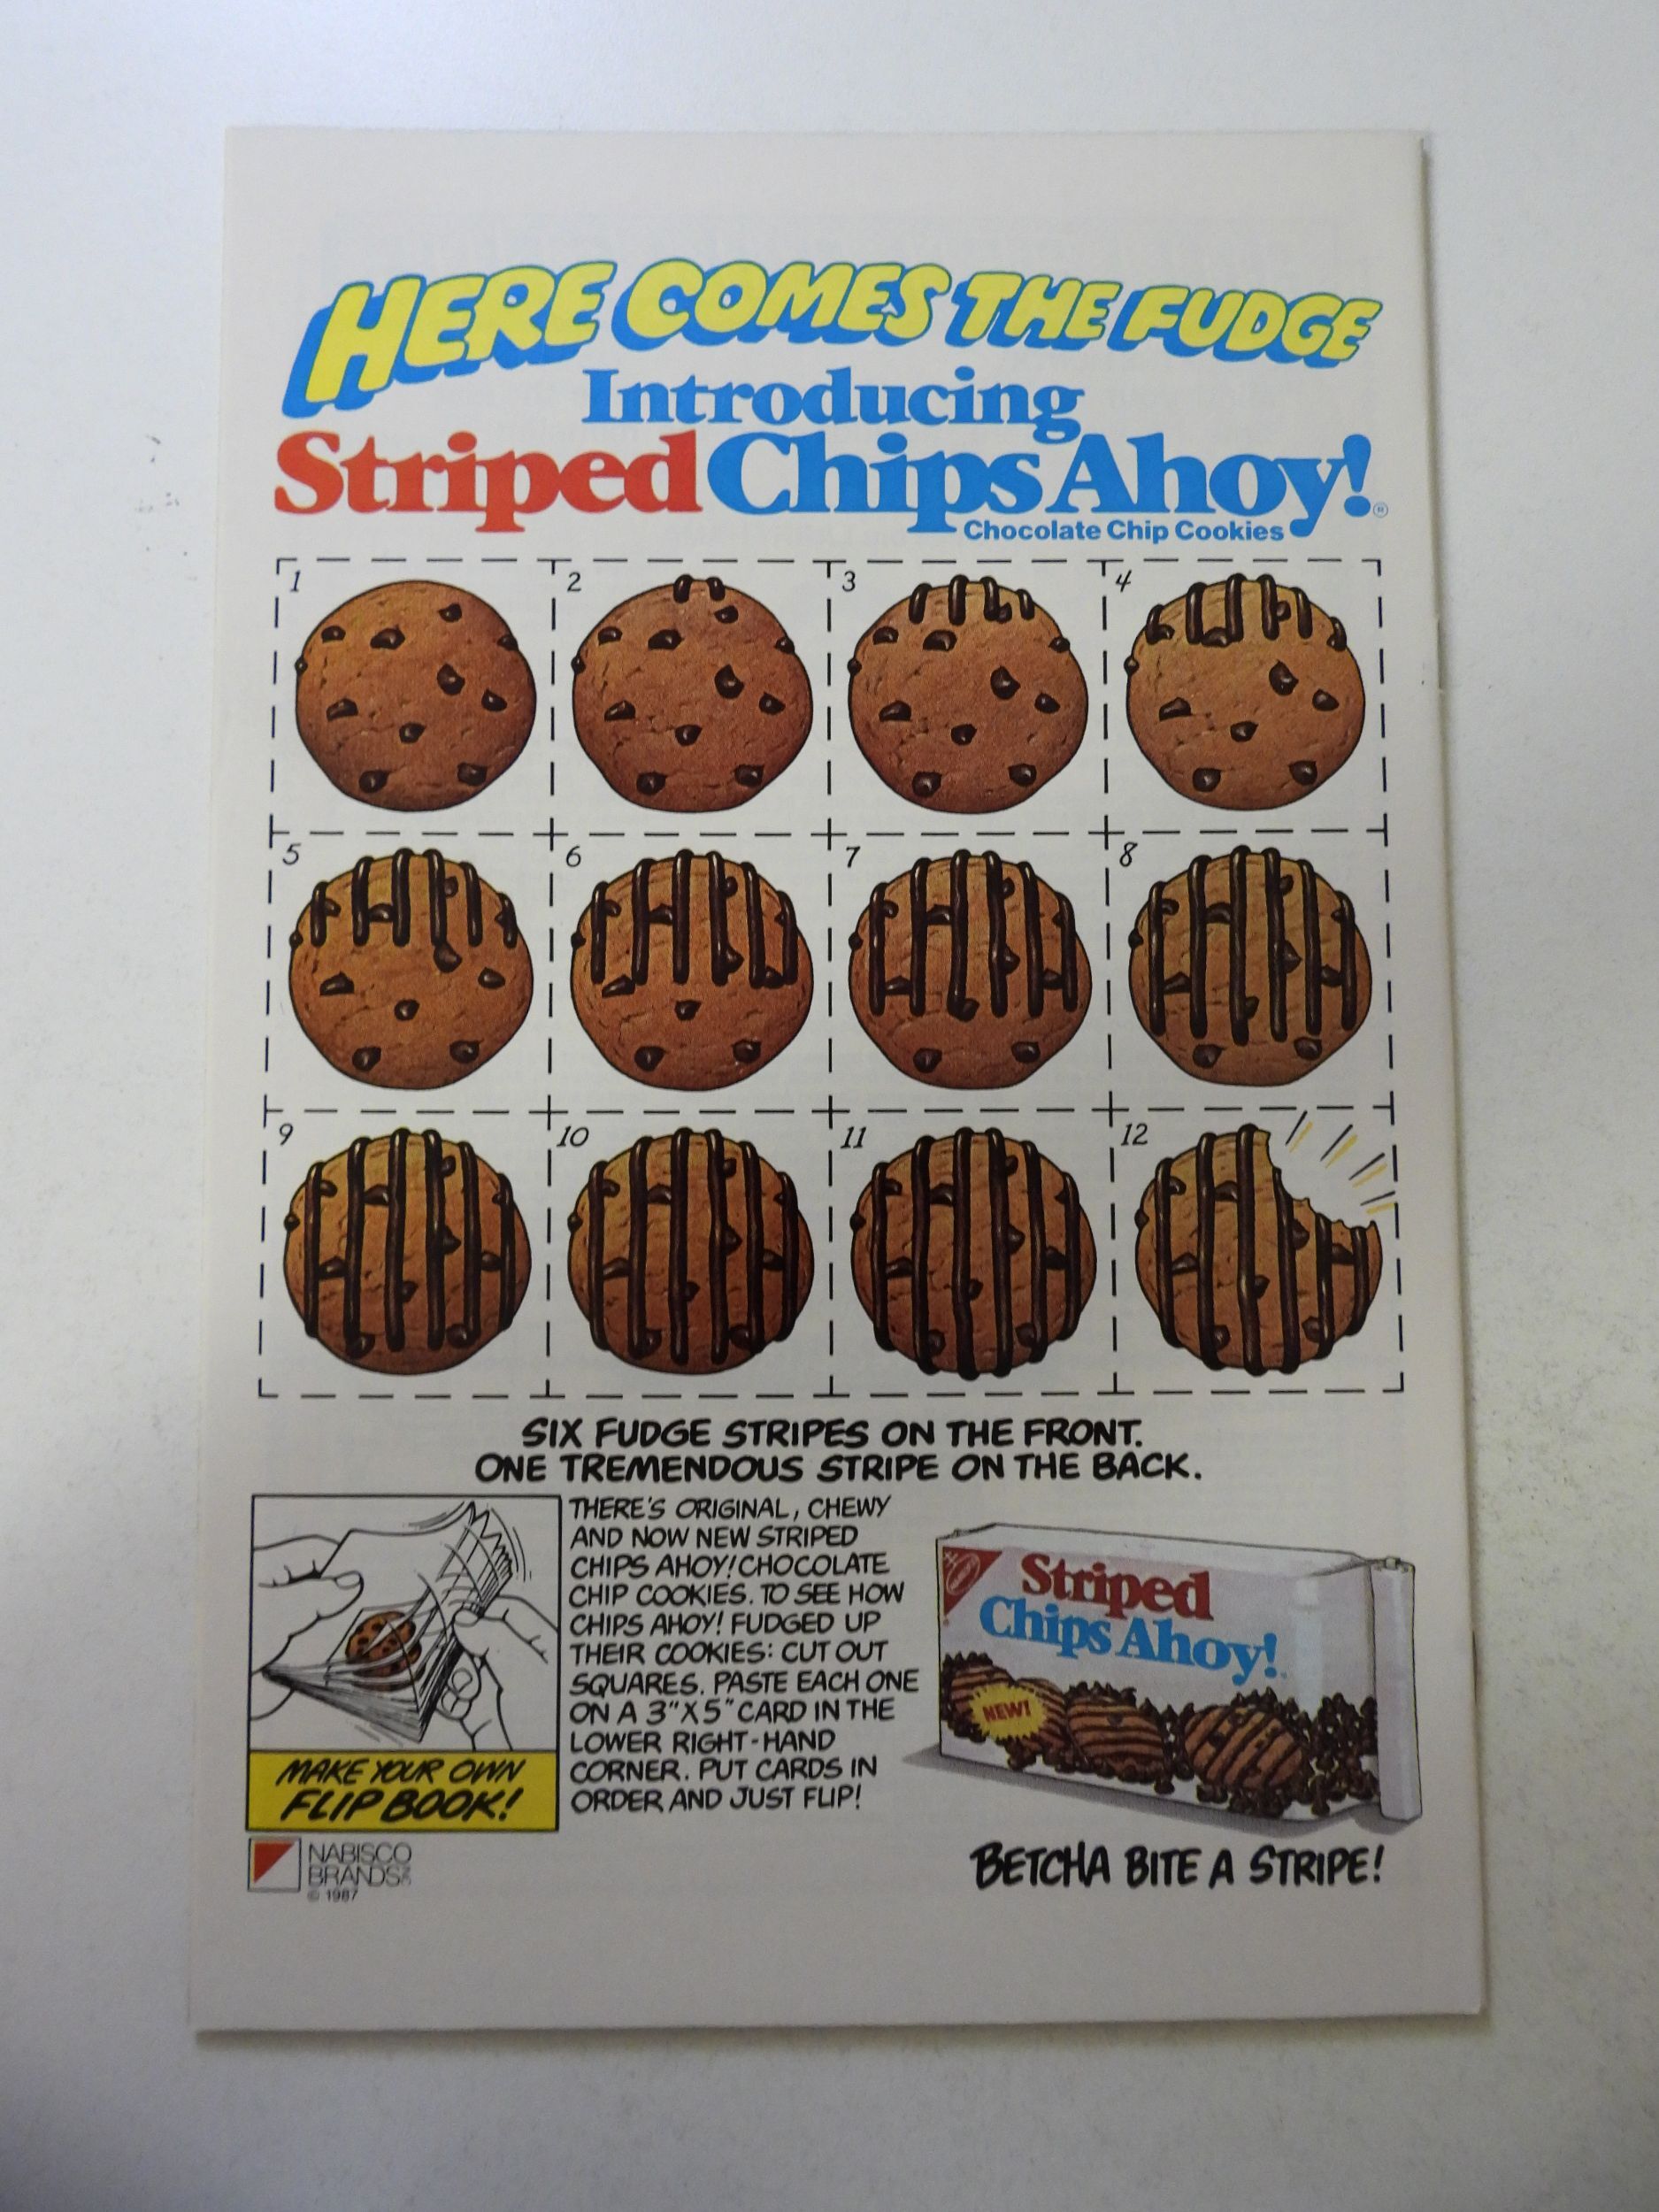 HERE COMES THE FUDGE
Introducing
Striped Chips Ahoy!®
Chocolate Chip Cookies
1
2
3
4
5
6
7
8
9
10
11
12
SIX FUDGE STRIPES ON THE FRONT.
ONE TREMENDOUS STRIPE ON THE BACK.
THERE'S ORIGINAL, CHEWY
AND NOW NEW STRIPED
CHIPS AHOY! CHOCOLATE
CHIP COOKIES. TO SEE HOW
CHIPS AHOY! FUDGED UP
THEIR COOKIES: CUT OUT
SQUARES. PASTE EACH ONE
ON A 3"X5" CARD IN THE
LOWER RIGHT-HAND
CORNER. PUT CARDS IN
ORDER AND JUST FLIP!
MAKE YOUR OWN
FLIP BOOK!
Striped
Chips Ahoy!
NEW!
NABISCO
BRANDS
© 1987
BETCHA BITE A STRIPE!